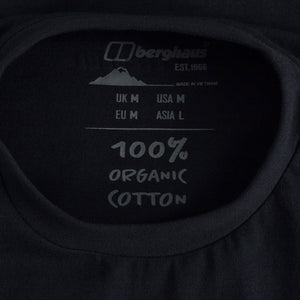 berghaus
EST. 1966
MADE IN VIETNAM
UK M USA M
EU M ASIA L
100%
ORGANIC
COTTON